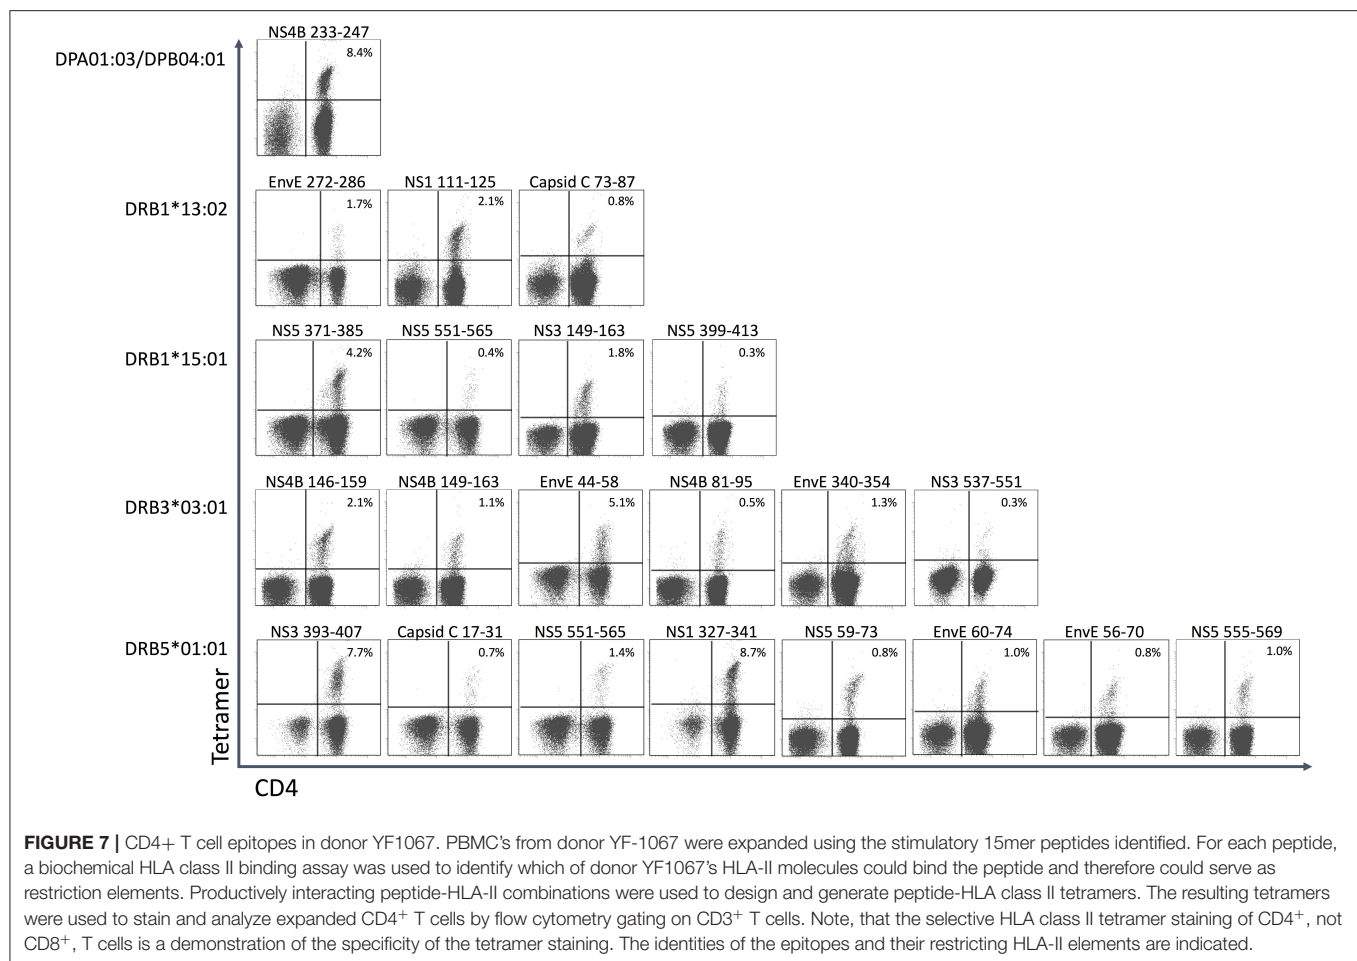 NS4B 233-247
DPA01:03/DPB04:01
8.4%
EnvE 272-286 NS1 111-125 Capsid C 73-87
DRB1*13:02
1.7% 2.1% 0.8%
NS5 371-385 NS5 551-565 NS3 149-163 NS5 399-413
DRB1*15:01
4.2% 0.4% 1.8% 0.3%
NS4B 146-159 NS4B 149-163 EnvE 44-58 NS4B 81-95 EnvE 340-354 NS3 537-551
DRB3*03:01
2.1% 1.1% 5.1% 0.5% 1.3% 0.3%
NS3 393-407 Capsid C 17-31 NS5 551-565 NS1 327-341 NS5 59-73 EnvE 60-74 EnvE 56-70 NS5 555-569
DRB5*01:01
7.7% 0.7% 1.4% 8.7% 0.8% 1.0% 0.8% 1.0%
Tetramer
CD4
FIGURE 7 | CD4+ T cell epitopes in donor YF1067. PBMC's from donor YF-1067 were expanded using the stimulatory 15mer peptides identified. For each peptide,
a biochemical HLA class II binding assay was used to identify which of donor YF1067's HLA-II molecules could bind the peptide and therefore could serve as
restriction elements. Productively interacting peptide-HLA-II combinations were used to design and generate peptide-HLA class II tetramers. The resulting tetramers
were used to stain and analyze expanded CD4+ T cells by flow cytometry gating on CD3+ T cells. Note, that the selective HLA class II tetramer staining of CD4+, not
CD8+, T cells is a demonstration of the specificity of the tetramer staining. The identities of the epitopes and their restricting HLA-II elements are indicated.